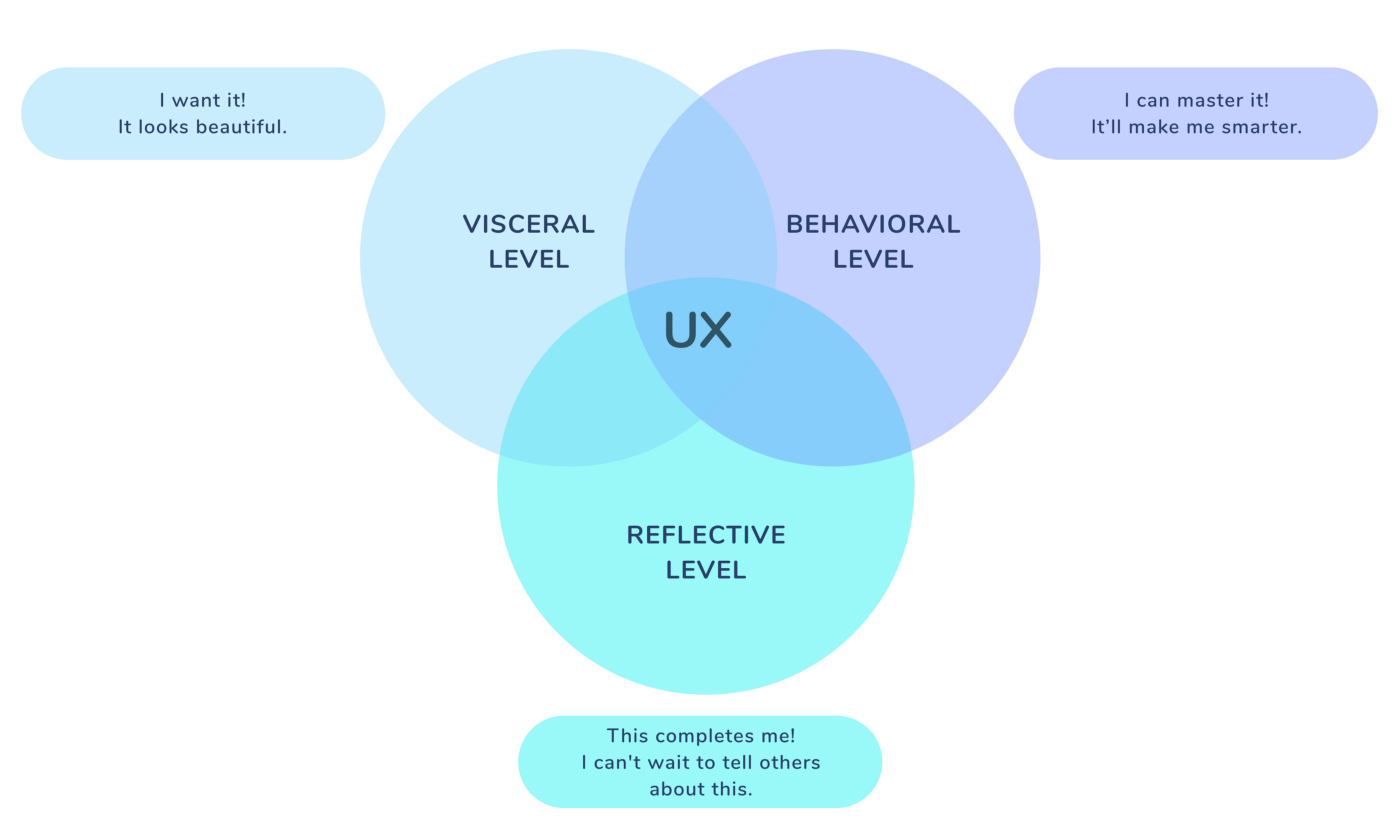 I want it!
It looks beautiful.
I can master it!
It’ll make me smarter.
VISCERAL
LEVEL
BEHAVIORAL
LEVEL
UX
REFLECTIVE
LEVEL
This completes me!
I can't wait to tell others
about this.